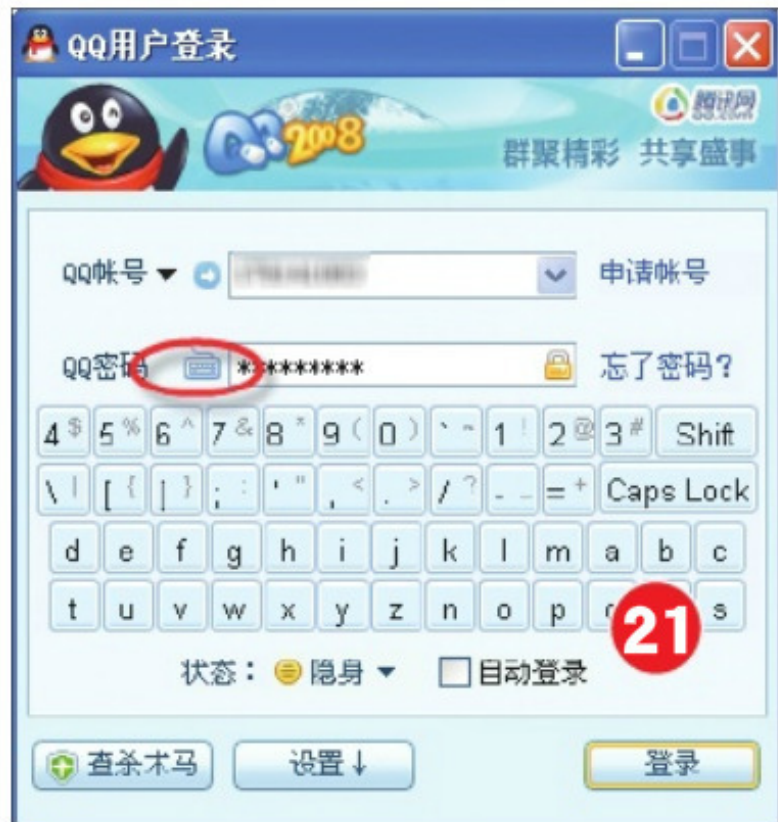 QQ用户登录
QQ2008
腾讯网
QQ.COM
群聚精彩 共享盛事
QQ帐号 申请帐号
QQ密码 ********* 忘了密码?
4 $ 5 % 6 ^ 7 & 8 * 9 ( 0 ) ` ~ 1 ! 2 @ 3 # Shift
\ | [ { ] } ; : ' " , < . > / ? - _ = + Caps Lock
d e f g h i j k l m a b c
t u v w x y z n o p s
21
状态: 隐身 自动登录
查杀木马 设置↓ 登录